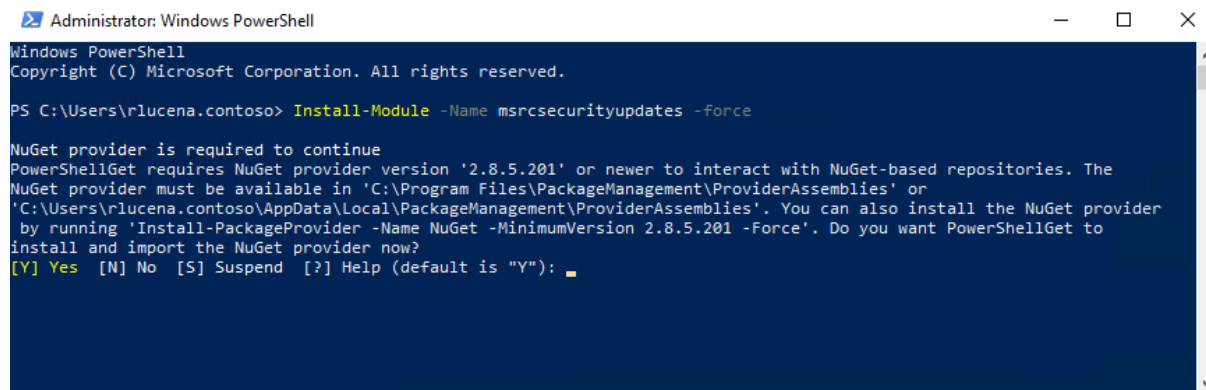 Administrator: Windows PowerShell
Windows PowerShell
Copyright (C) Microsoft Corporation. All rights reserved.
PS C:\Users\rlucena.contoso> Install-Module -Name msrcsecurityupdates -force
NuGet provider is required to continue
PowerShellGet requires NuGet provider version '2.8.5.201' or newer to interact with NuGet-based repositories. The
NuGet provider must be available in 'C:\Program Files\PackageManagement\ProviderAssemblies' or
'C:\Users\rlucena.contoso\AppData\Local\PackageManagement\ProviderAssemblies'. You can also install the NuGet provider
by running 'Install-PackageProvider -Name NuGet -MinimumVersion 2.8.5.201 -Force'. Do you want PowerShellGet to
install and import the NuGet provider now?
[Y] Yes  [N] No  [S] Suspend  [?] Help (default is "Y"):